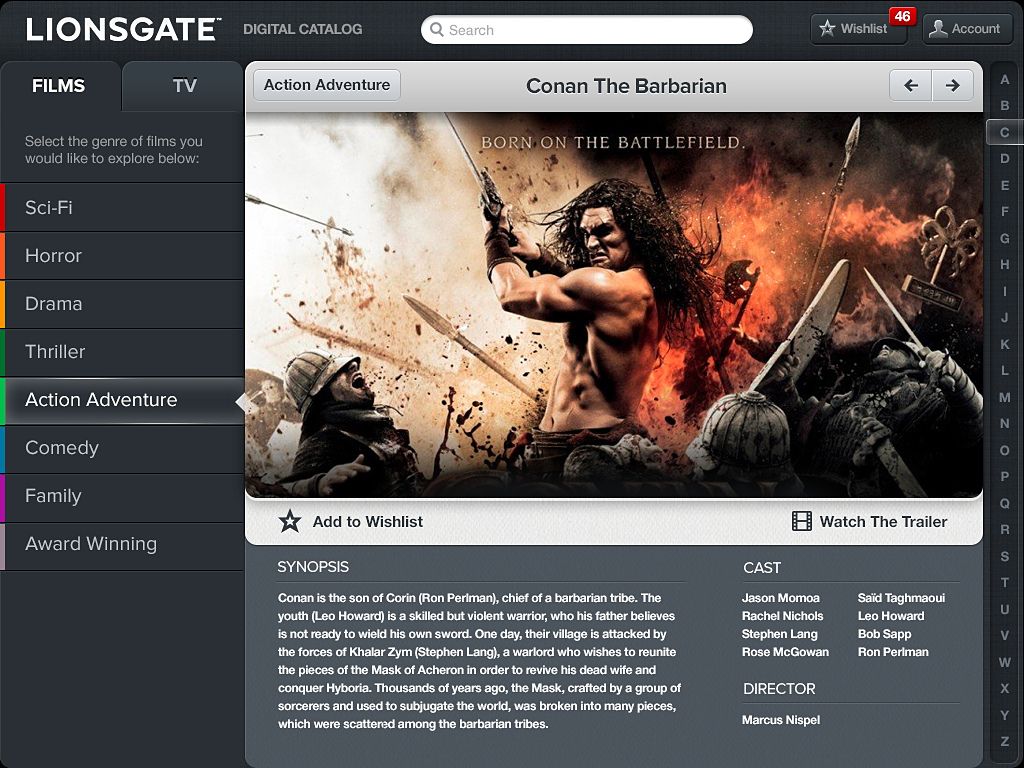 LIONSGATE™ DIGITAL CATALOG
Search
Wishlist
46
Account
FILMS
TV
Select the genre of films you
would like to explore below:
Sci-Fi
Horror
Drama
Thriller
Action Adventure
Comedy
Family
Award Winning
Action Adventure
Conan The Barbarian
BORN ON THE BATTLEFIELD.
Add to Wishlist
Watch The Trailer
SYNOPSIS
Conan is the son of Corin (Ron Perlman), chief of a barbarian tribe. The
youth (Leo Howard) is a skilled but violent warrior, who his father believes
is not ready to wield his own sword. One day, their village is attacked by
the forces of Khalar Zym (Stephen Lang), a warlord who wishes to reunite
the pieces of the Mask of Acheron in order to revive his dead wife and
conquer Hyboria. Thousands of years ago, the Mask, crafted by a group of
sorcerers and used to subjugate the world, was broken into many pieces,
which were scattered among the barbarian tribes.
CAST
Jason Momoa
Rachel Nichols
Stephen Lang
Rose McGowan
Saïd Taghmaoui
Leo Howard
Bob Sapp
Ron Perlman
DIRECTOR
Marcus Nispel
A
B
C
D
E
F
G
H
I
J
K
L
M
N
O
P
Q
R
S
T
U
V
W
X
Y
Z